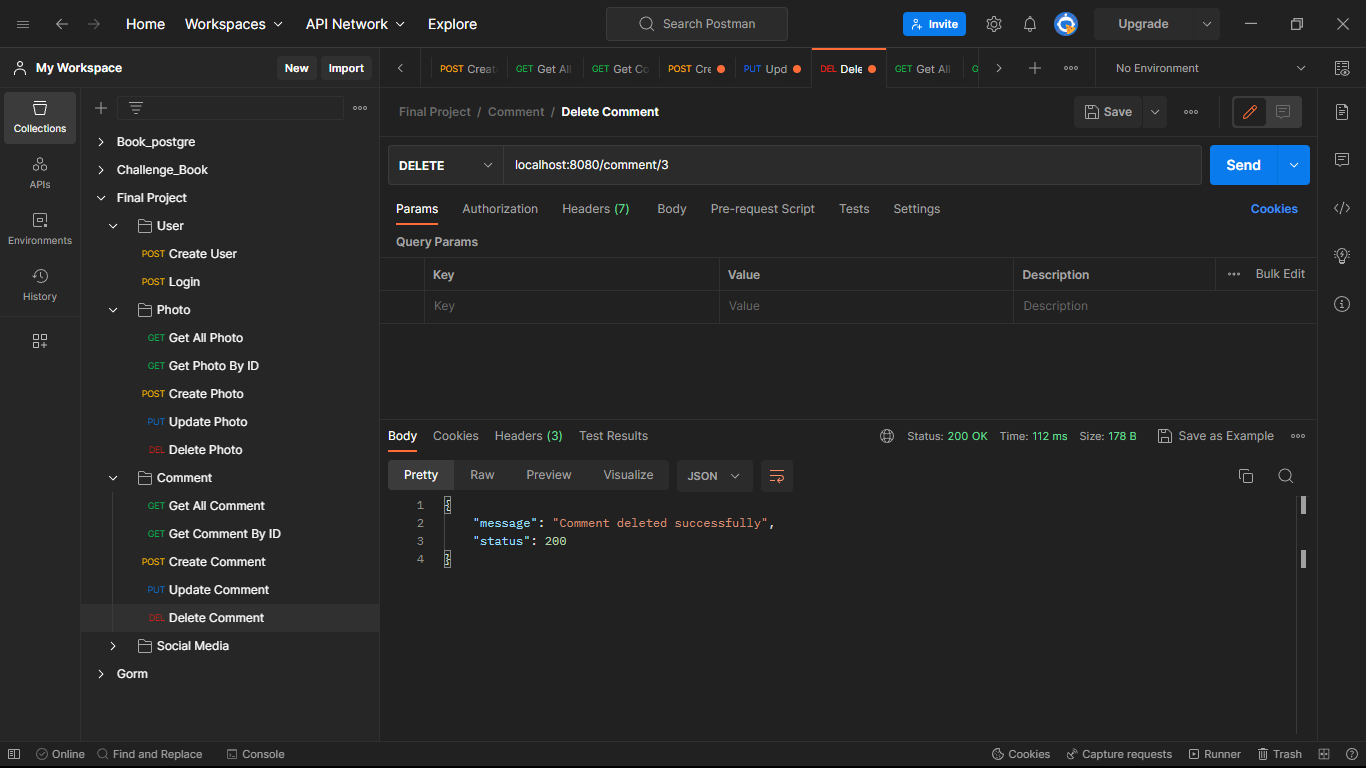 Home Workspaces API Network Explore Search Postman Invite Upgrade
My Workspace New Import
POST Creat GET Get All GET Get Co POST Cre PUT Upd DEL Dele GET Get All G No Environment
Collections
APIs
Environments
History
Book_postgre
Challenge_Book
Final Project
User
POST Create User
POST Login
Photo
GET Get All Photo
GET Get Photo By ID
POST Create Photo
PUT Update Photo
DEL Delete Photo
Comment
GET Get All Comment
GET Get Comment By ID
POST Create Comment
PUT Update Comment
DEL Delete Comment
Social Media
Gorm
Final Project / Comment / Delete Comment Save
DELETE localhost:8080/comment/3 Send
Params Authorization Headers (7) Body Pre-request Script Tests Settings Cookies
Query Params
Key Value Description Bulk Edit
Key Value Description
Body Cookies Headers (3) Test Results Status: 200 OK Time: 112 ms Size: 178 B Save as Example
Pretty Raw Preview Visualize JSON
1 {
2 "message": "Comment deleted successfully",
3 "status": 200
4 }
Online Find and Replace Console Cookies Capture requests Runner Trash